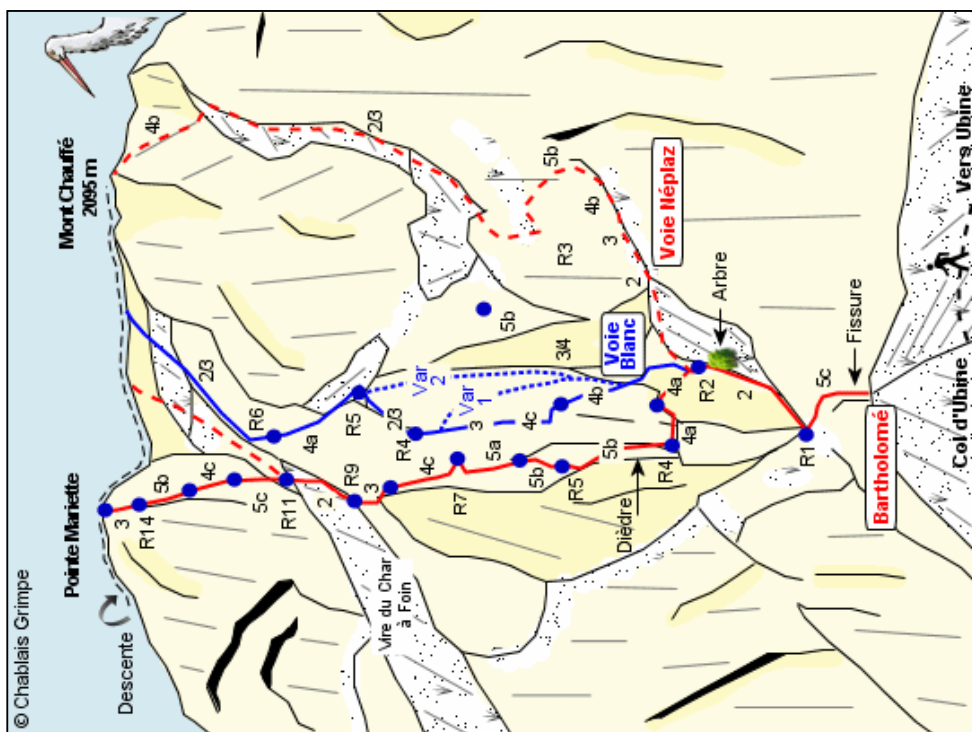 © Chablais Grimpe
Pointe Mariette
Mont Chauffé
2095 m
Descente
3
R14
5b
4c
5c
R11
2
R9
3
4c
R7
5a
5b
R5
5b
Dièdre
R4
4a
4a
R2
2
R1
5c
Vire du Char
à Foin
2/3
R6
4a
R5
2/3
R4
3
4c
4b
Var
1
Var
2
3/4
Voie
Blanc
5b
4b
2/3
5b
4b
3
2
R3
Voie Néplaz
Arbre
Fissure
Bartholomé
Col d'Ubine
Vers Ubine